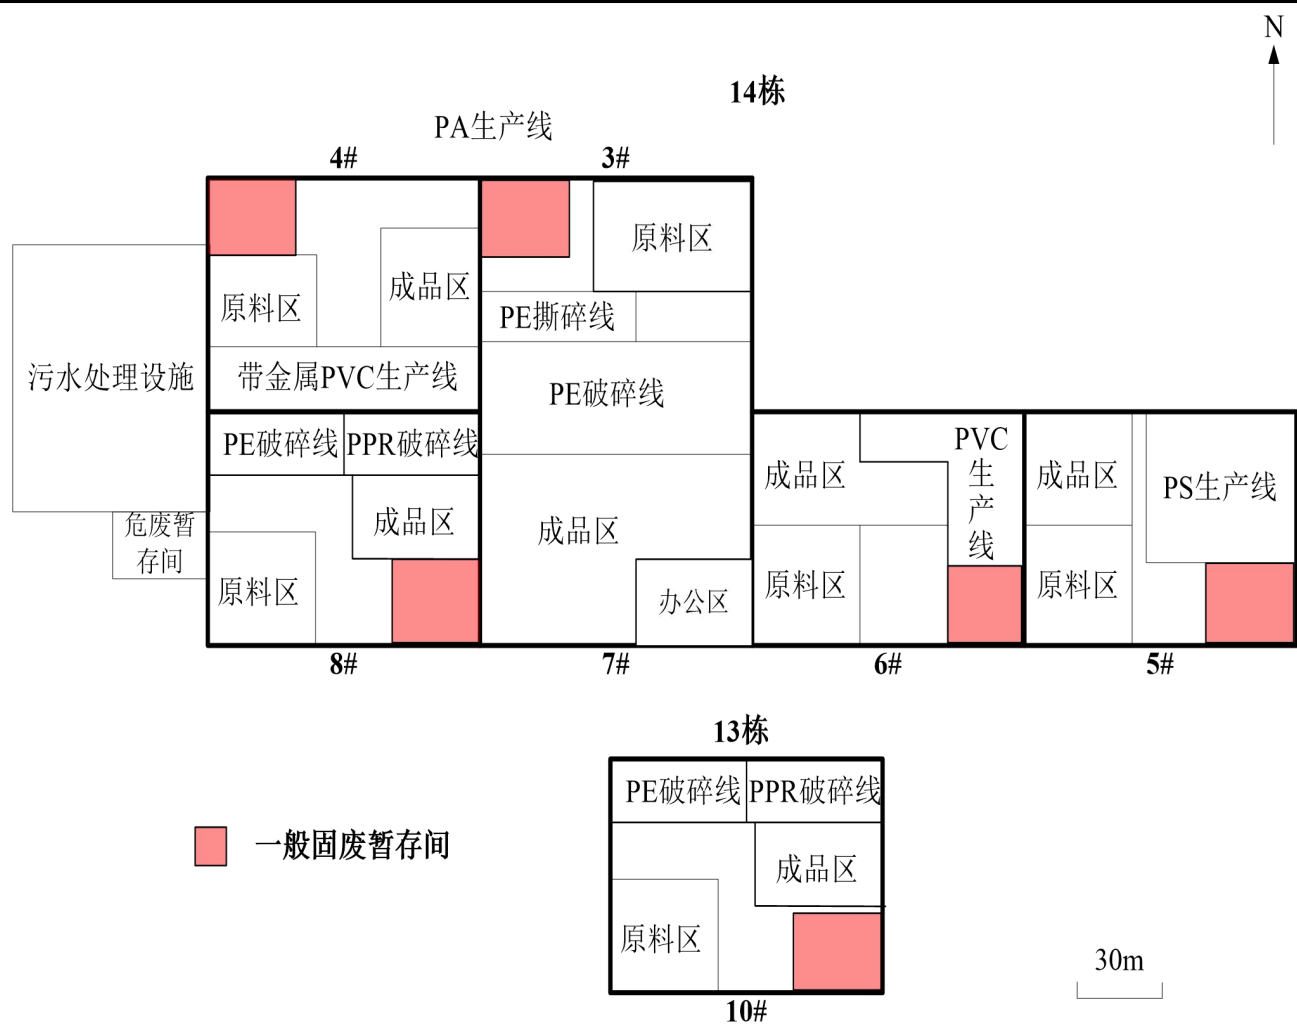 N
14栋
PA生产线
4#
3#
原料区
成品区
原料区
PE撕碎线
污水处理设施
带金属PVC生产线
PE破碎线
PE破碎线
PPR破碎线
PVC
生
产
线
成品区
成品区
PS生产线
成品区
成品区
危废暂
存间
原料区
办公区
原料区
原料区
8#
7#
6#
5#
13栋
PE破碎线
PPR破碎线
一般固废暂存间
成品区
原料区
30m
10#